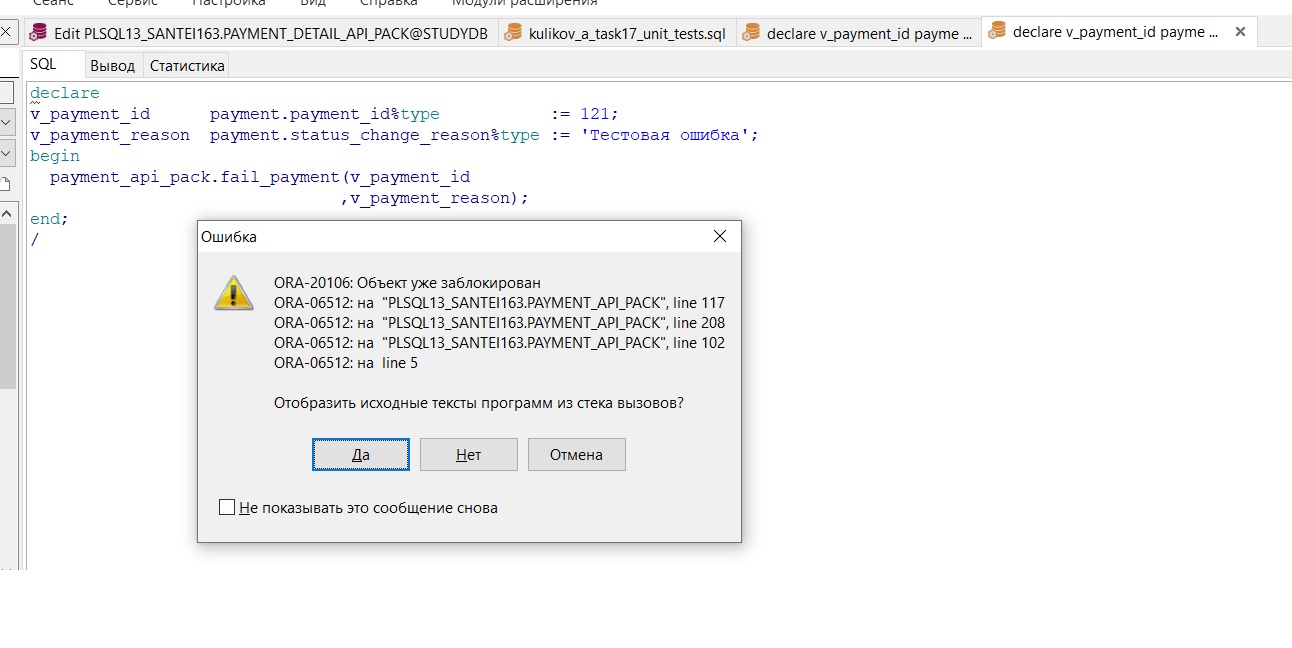 Сеанс Сервис Настройка Вид Справка Модули расширения
Edit PLSQL13_SANTEI163.PAYMENT_DETAIL_API_PACK@STUDYDB kulikov_a_task17_unit_tests.sql declare v_payment_id payme ... declare v_payment_id payme ...
SQL Вывод Статистика
declare
v_payment_id      payment.payment_id%type           := 121;
v_payment_reason  payment.status_change_reason%type := 'Тестовая ошибка';
begin
  payment_api_pack.fail_payment(v_payment_id
                               ,v_payment_reason);
end;
/
Ошибка
ORA-20106: Объект уже заблокирован
ORA-06512: на "PLSQL13_SANTEI163.PAYMENT_API_PACK", line 117
ORA-06512: на "PLSQL13_SANTEI163.PAYMENT_API_PACK", line 208
ORA-06512: на "PLSQL13_SANTEI163.PAYMENT_API_PACK", line 102
ORA-06512: на line 5
Отобразить исходные тексты программ из стека вызовов?
Да Нет Отмена
Не показывать это сообщение снова